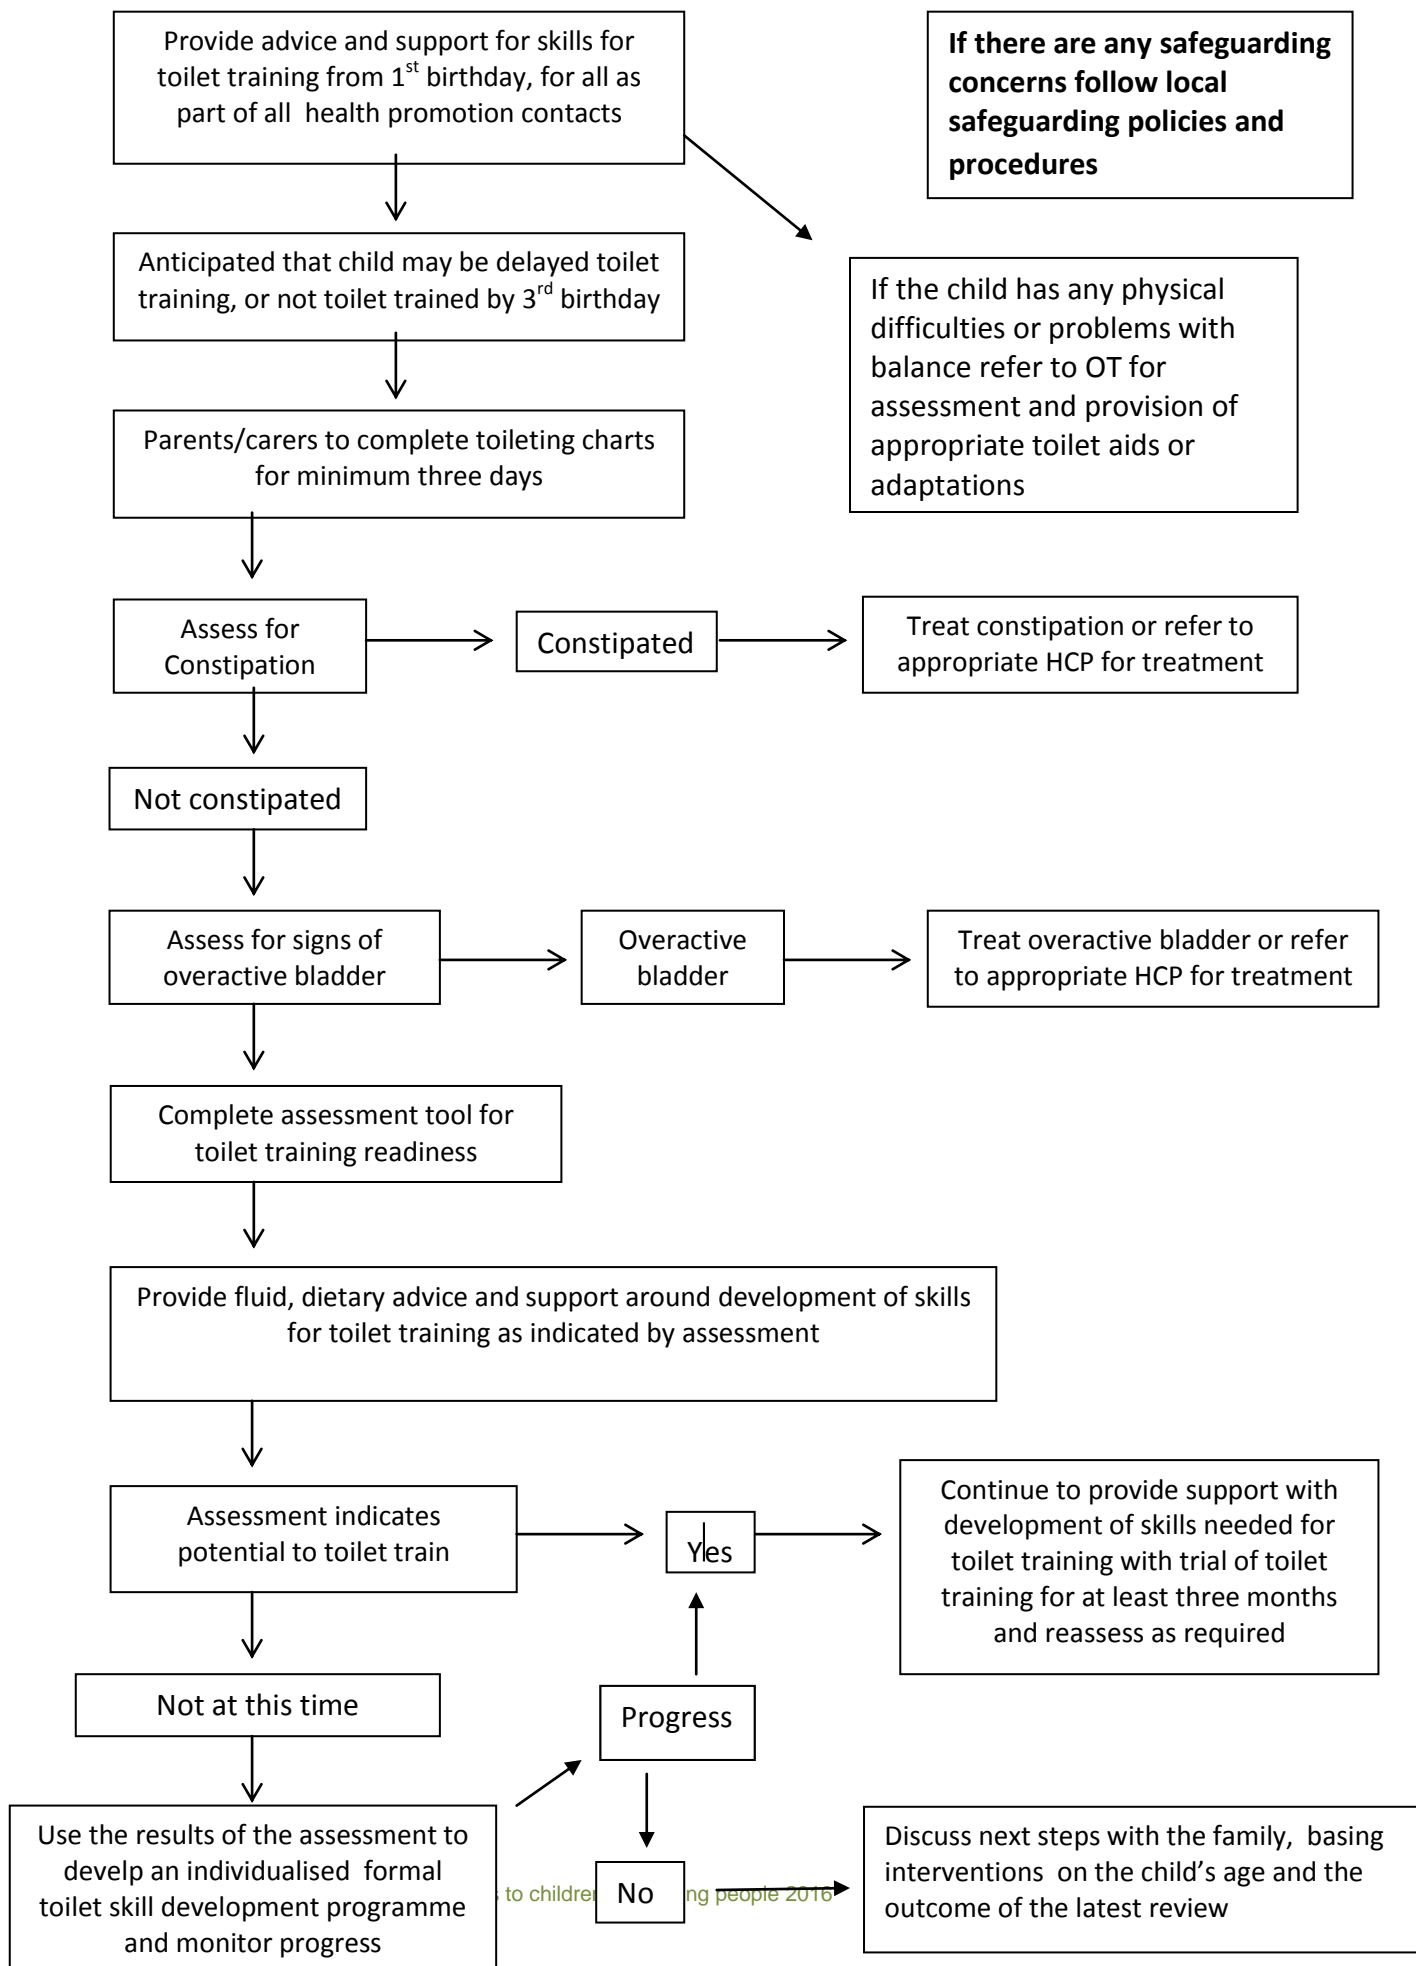 Provide advice and support for skills for
toilet training from 1st birthday, for all as
part of all health promotion contacts
If there are any safeguarding
concerns follow local
safeguarding policies and
procedures
Anticipated that child may be delayed toilet
training, or not toilet trained by 3rd birthday
If the child has any physical
difficulties or problems with
balance refer to OT for
assessment and provision of
appropriate toilet aids or
adaptations
Parents/carers to complete toileting charts
for minimum three days
Assess for
Constipation
Constipated
Treat constipation or refer to
appropriate HCP for treatment
Not constipated
Assess for signs of
overactive bladder
Overactive
bladder
Treat overactive bladder or refer
to appropriate HCP for treatment
Complete assessment tool for
toilet training readiness
Provide fluid, dietary advice and support around development of skills
for toilet training as indicated by assessment
Assessment indicates
potential to toilet train
Yes
Continue to provide support with
development of skills needed for
toilet training with trial of toilet
training for at least three months
and reassess as required
Not at this time
Progress
Use the results of the assessment to
develp an individualised formal
toilet skill development programme
and monitor progress
No
Discuss next steps with the family, basing
interventions on the child's age and the
outcome of the latest review
to people 2016